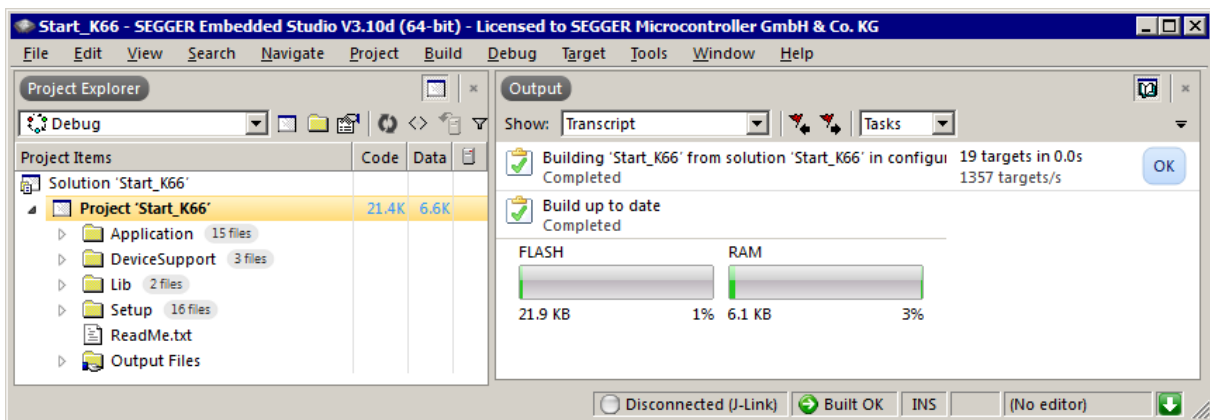 Start_K66 - SEGGER Embedded Studio V3.10d (64-bit) - Licensed to SEGGER Microcontroller GmbH & Co. KG
File Edit View Search Navigate Project Build Debug Target Tools Window Help
Project Explorer
Debug
Project Items Code Data
Solution 'Start_K66'
Project 'Start_K66' 21.4K 6.6K
Application 15 files
DeviceSupport 3 files
Lib 2 files
Setup 16 files
ReadMe.txt
Output Files
Output
Show: Transcript Tasks
Building 'Start_K66' from solution 'Start_K66' in configu 19 targets in 0.0s
Completed 1357 targets/s
OK
Build up to date
Completed
FLASH RAM
21.9 KB 1% 6.1 KB 3%
Disconnected (J-Link) Built OK INS (No editor)